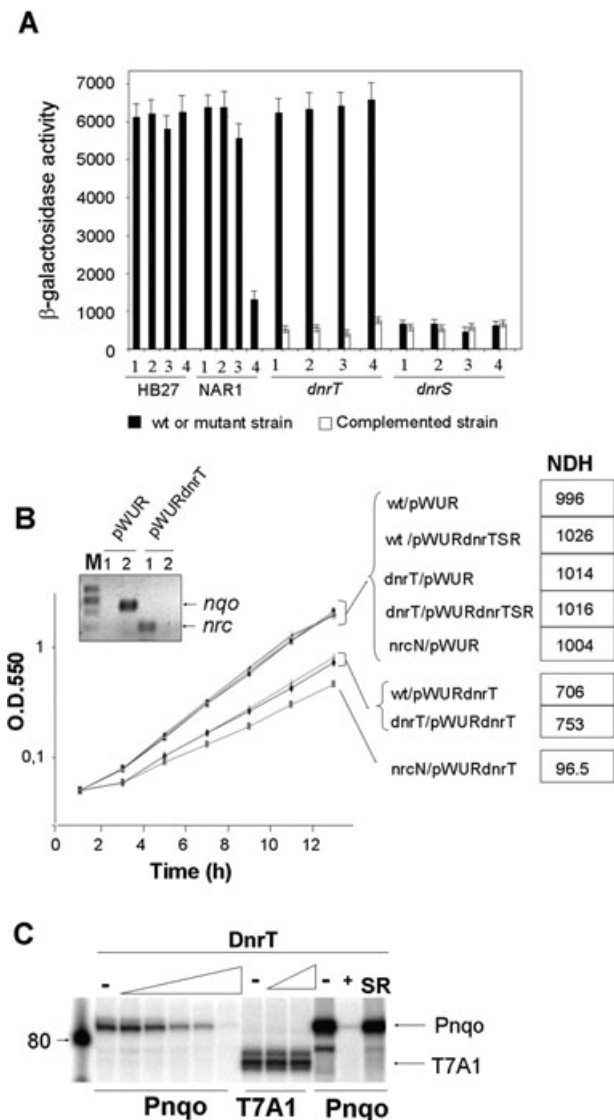 A
β-galactosidase activity
7000
6000
5000
4000
3000
2000
1000
0
1 2 3 4 1 2 3 4 1 2 3 4 1 2 3 4
HB27 NAR1 dnrT dnrS
wt or mutant strain Complemented strain
B
pWUR pWURdnrT
M 1 2 1 2
nqo
nrc
O.D.550
1
0,1
0 2 4 6 8 10 12
Time (h)
NDH
wt/pWUR 996
wt /pWURdnrTSR 1026
dnrT/pWUR 1014
dnrT/pWURdnrTSR 1016
nrcN/pWUR 1004
wt/pWURdnrT 706
dnrT/pWURdnrT 753
nrcN/pWURdnrT 96.5
C
DnrT
- - - + SR
80
Pnqo
T7A1
Pnqo T7A1 Pnqo